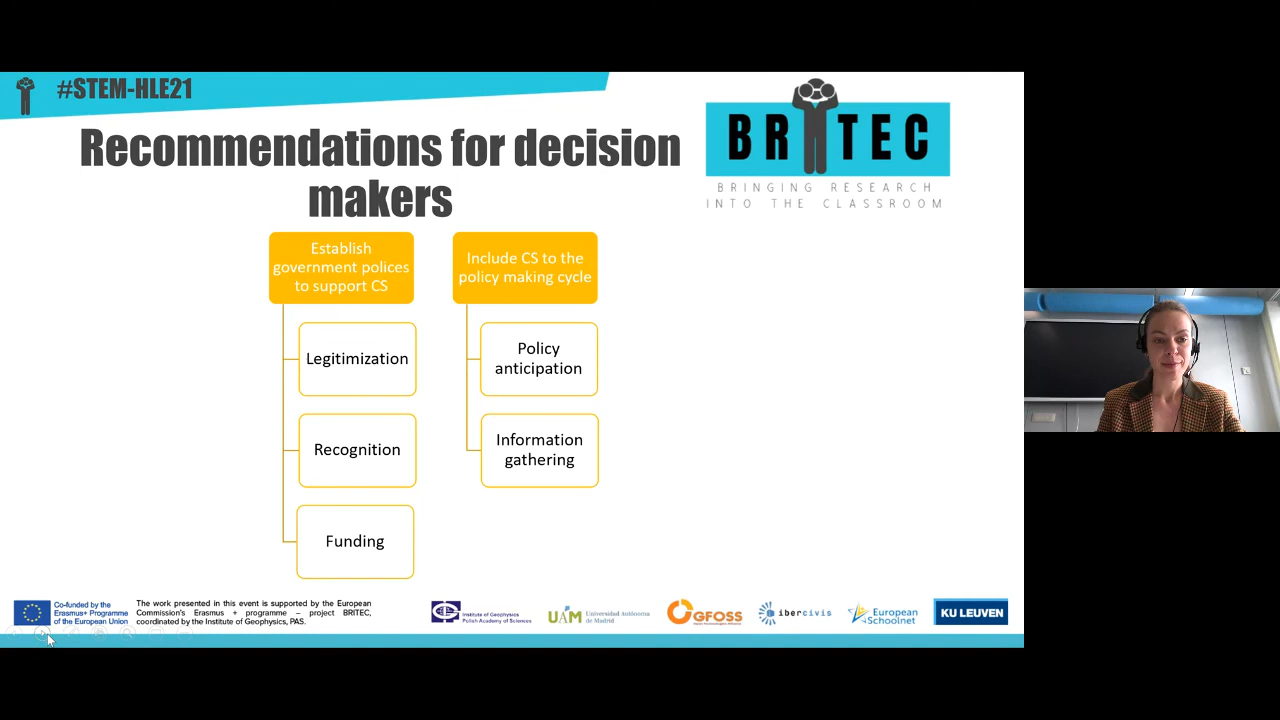 #STEM-HLE21
Recommendations for decision
makers
BRITEC
BRINGING RESEARCH
INTO THE CLASSROOM
Establish
government polices
to support CS
Legitimization
Recognition
Funding
Include CS to the
policy making cycle
Policy
anticipation
Information
gathering
Co-funded by the
Erasmus+ Programme
of the European Union
The work presented in this event is supported by the European
Commission's Erasmus + programme – project BRITEC,
coordinated by the Institute of Geophysics, PAS.
Institute of Geophysics
Polish Academy of Sciences
UAM
Universidad Autónoma
de Madrid
GFOSS
ibercivis
European
Schoolnet
KU LEUVEN